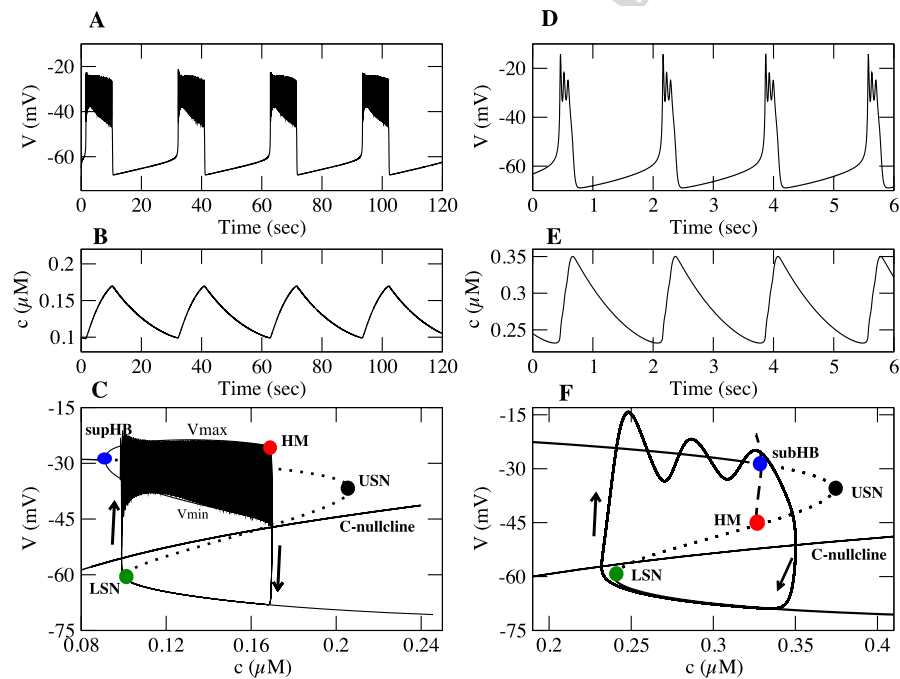 A
-20
-40
-60
V (mV)
0 20 40 60 80 100 120
Time (sec)
B
0.2
0.15
0.1
c (μM)
0 20 40 60 80 100 120
Time (sec)
C
-15
-30
-45
-60
-75
V (mV)
supHB
Vmax
HM
USN
Vmin
C-nullcline
LSN
0.08 0.12 0.16 0.2 0.24
c (μM)
D
-20
-40
-60
V (mV)
0 1 2 3 4 5 6
Time (sec)
E
0.35
0.3
0.25
c (μM)
0 1 2 3 4 5 6
Time (sec)
F
-15
-30
-45
-60
-75
V (mV)
subHB
USN
HM
C-nullcline
LSN
0.2 0.25 0.3 0.35 0.4
c (μM)